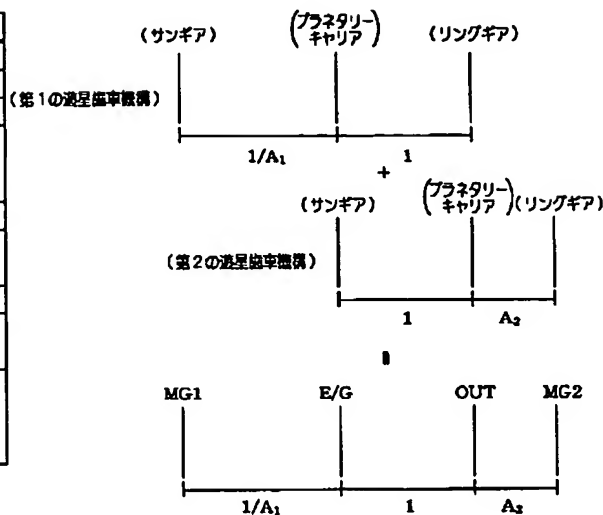 (サンギア) (プラネタリーキャリア) (リングギア)
(第1の遊星歯車機構)
1/A₁ 1
+
(サンギア) (プラネタリーキャリア) (リングギア)
(第2の遊星歯車機構)
1 A₂
MG1 E/G OUT MG2
1/A₁ 1 A₂